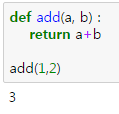 def add(a, b) :
    return a+b
add(1,2)
3